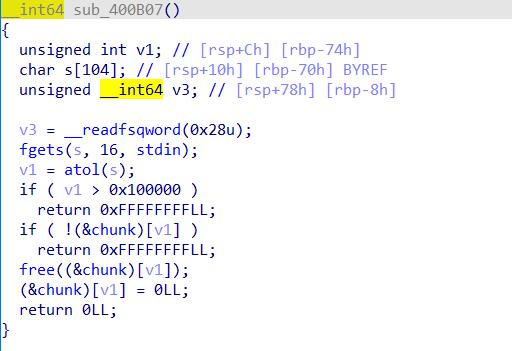 __int64 sub_400B07()
{
  unsigned int v1; // [rsp+Ch] [rbp-74h]
  char s[104]; // [rsp+10h] [rbp-70h] BYREF
  unsigned __int64 v3; // [rsp+78h] [rbp-8h]

  v3 = __readfsqword(0x28u);
  fgets(s, 16, stdin);
  v1 = atol(s);
  if ( v1 > 0x100000 )
    return 0xFFFFFFFFLL;
  if ( !(&chunk)[v1] )
    return 0xFFFFFFFFLL;
  free((&chunk)[v1]);
  (&chunk)[v1] = 0LL;
  return 0LL;
}